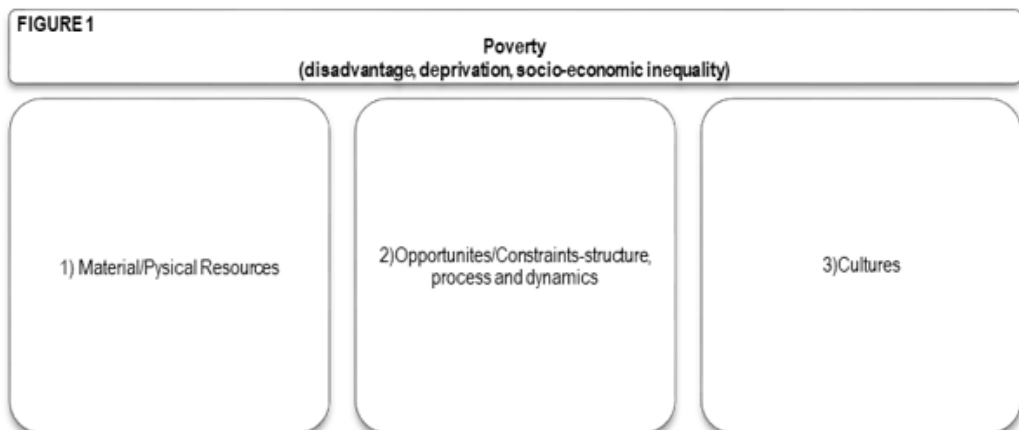 FIGURE 1
Poverty
(disadvantage, deprivation, socio-economic inequality)
1) Material/Pysical Resources
2)Opportunites/Constraints-structure,
process and dynamics
3)Cultures